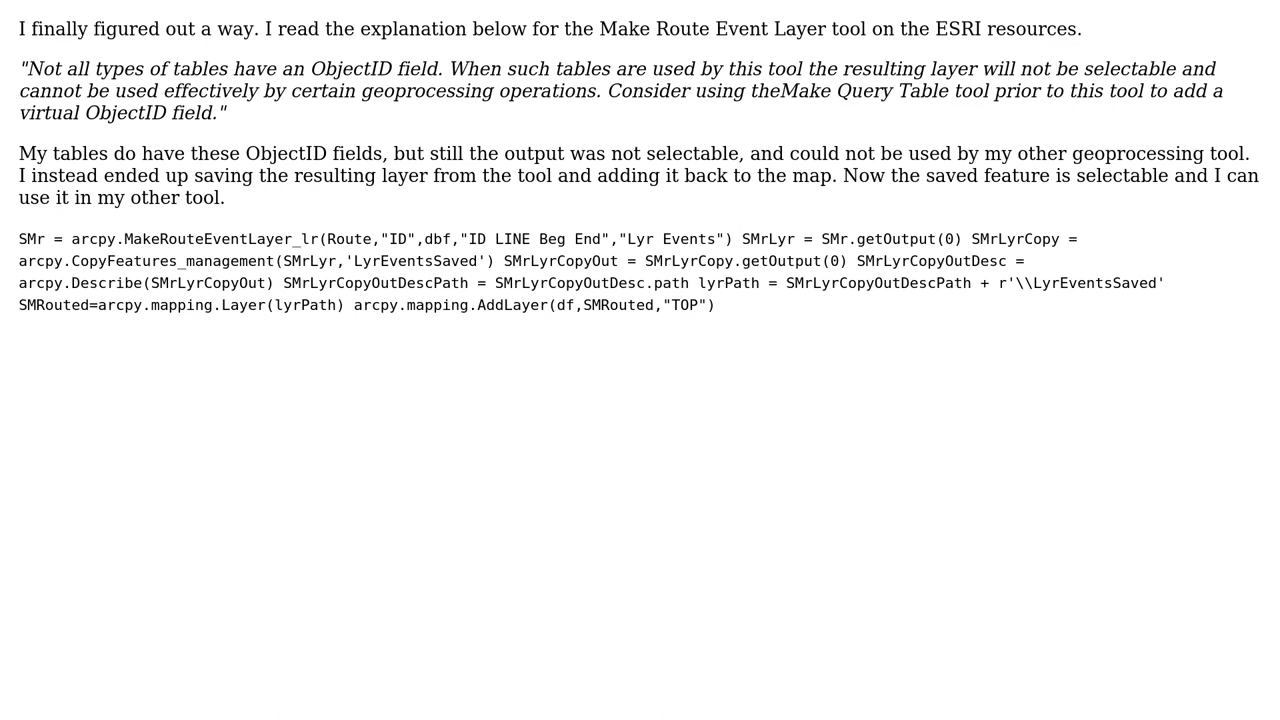 I finally figured out a way. I read the explanation below for the Make Route Event Layer tool on the ESRI resources.
"Not all types of tables have an ObjectID field. When such tables are used by this tool the resulting layer will not be selectable and
cannot be used effectively by certain geoprocessing operations. Consider using theMake Query Table tool prior to this tool to add a
virtual ObjectID field."
My tables do have these ObjectID fields, but still the output was not selectable, and could not be used by my other geoprocessing tool.
I instead ended up saving the resulting layer from the tool and adding it back to the map. Now the saved feature is selectable and I can
use it in my other tool.
SMr = arcpy.MakeRouteEventLayer_lr(Route,"ID",dbf,"ID LINE Beg End","Lyr Events") SMrLyr = SMr.getOutput(0) SMrLyrCopy =
arcpy.CopyFeatures_management(SMrLyr,'LyrEventsSaved') SMrLyrCopyOut = SMrLyrCopy.getOutput(0) SMrLyrCopyOutDesc =
arcpy.Describe(SMrLyrCopyOut) SMrLyrCopyOutDescPath = SMrLyrCopyOutDesc.path lyrPath = SMrLyrCopyOutDescPath + r'\\LyrEventsSaved'
SMRouted=arcpy.mapping.Layer(lyrPath) arcpy.mapping.AddLayer(df,SMRouted,"TOP")